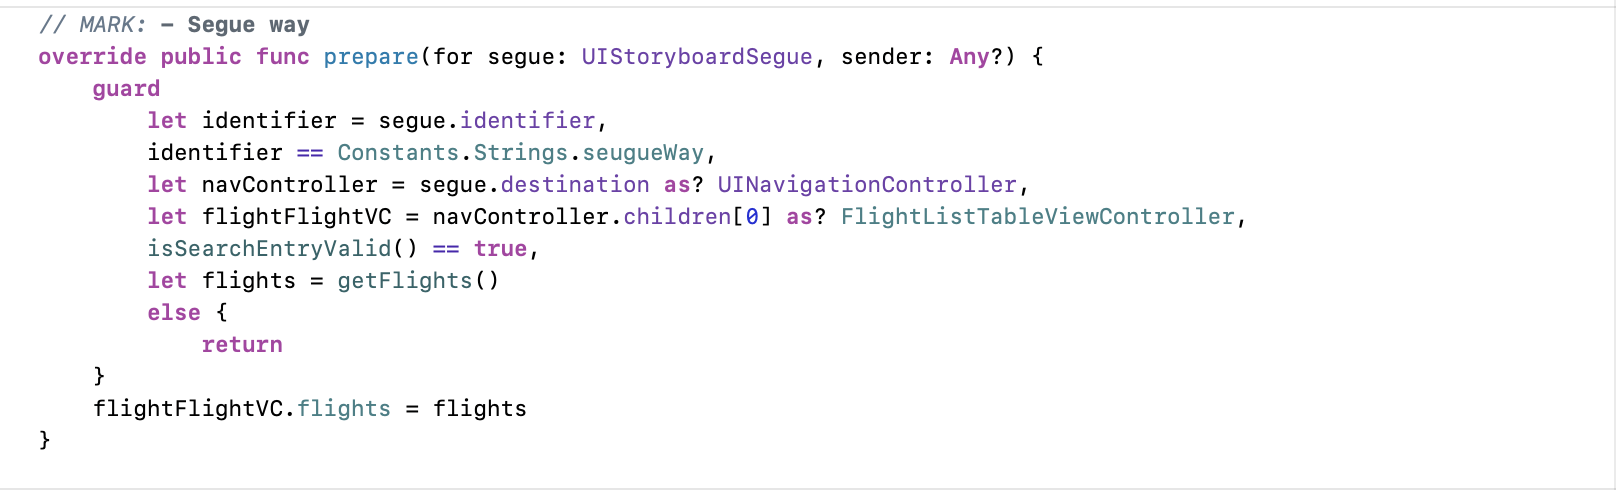 // MARK: – Segue way
override public func prepare(for segue: UIStoryboardSegue, sender: Any?) {
guard
let identifier = segue.identifier,
identifier == Constants.Strings.seugueWay,
let navController = segue.destination as? UINavigationController,
let flightFlightVC = navController.children[0] as? FlightListTableViewController,
isSearchEntryValid() == true,
let flights = getFlights()
else {
return
}
flightFlightVC.flights = flights
}